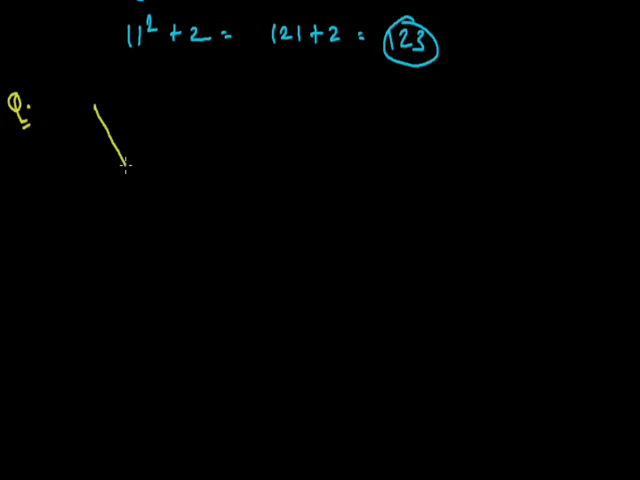 11² + 2 = 121 + 2 = 123
Q.